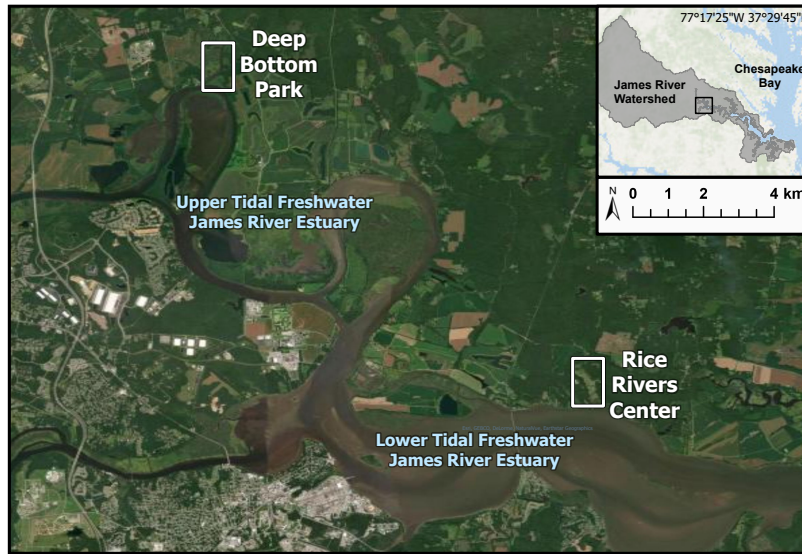 Deep
Bottom
Park
77°17'25"W 37°29'45"
Chesapeake
Bay
James River
Watershed
N
0 1 2 4 km
Upper Tidal Freshwater
James River Estuary
Rice
Rivers
Center
Lower Tidal Freshwater
James River Estuary